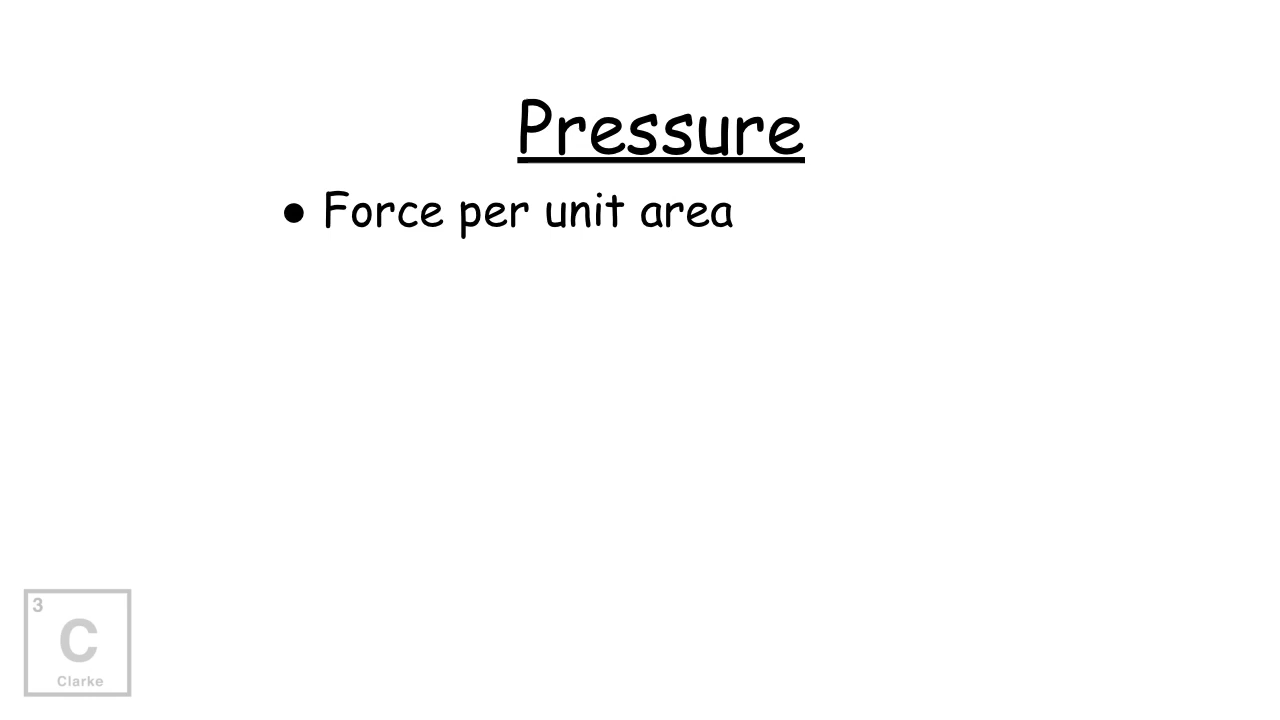 Pressure
● Force per unit area
3
C
Clarke